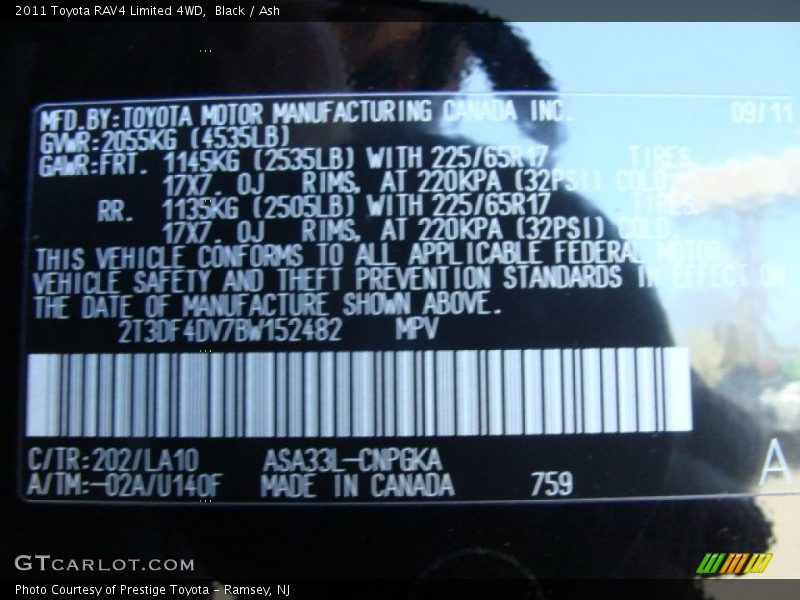 2011 Toyota RAV4 Limited 4WD, Black / Ash
MFD.BY:TOYOTA MOTOR MANUFACTURING CANADA INC. 09/11
GVWR:2055KG (4535LB)
GAWR:FRT. 1145KG (2535LB) WITH 225/65R17 TIRES,
17X7.0J RIMS, AT 220KPA (32PSI) COLD
RR. 1135KG (2505LB) WITH 225/65R17 TIRES,
17X7.0J RIMS, AT 220KPA (32PSI) COLD
THIS VEHICLE CONFORMS TO ALL APPLICABLE FEDERAL MOTOR
VEHICLE SAFETY AND THEFT PREVENTION STANDARDS IN EFFECT ON
THE DATE OF MANUFACTURE SHOWN ABOVE.
2T3DF4DV7BW152482 MPV
C/TR:202/LA10 ASA33L-CNPGKA
A/TM:-02A/U140F MADE IN CANADA 759
A
GTCARLOT.COM
Photo Courtesy of Prestige Toyota - Ramsey, NJ